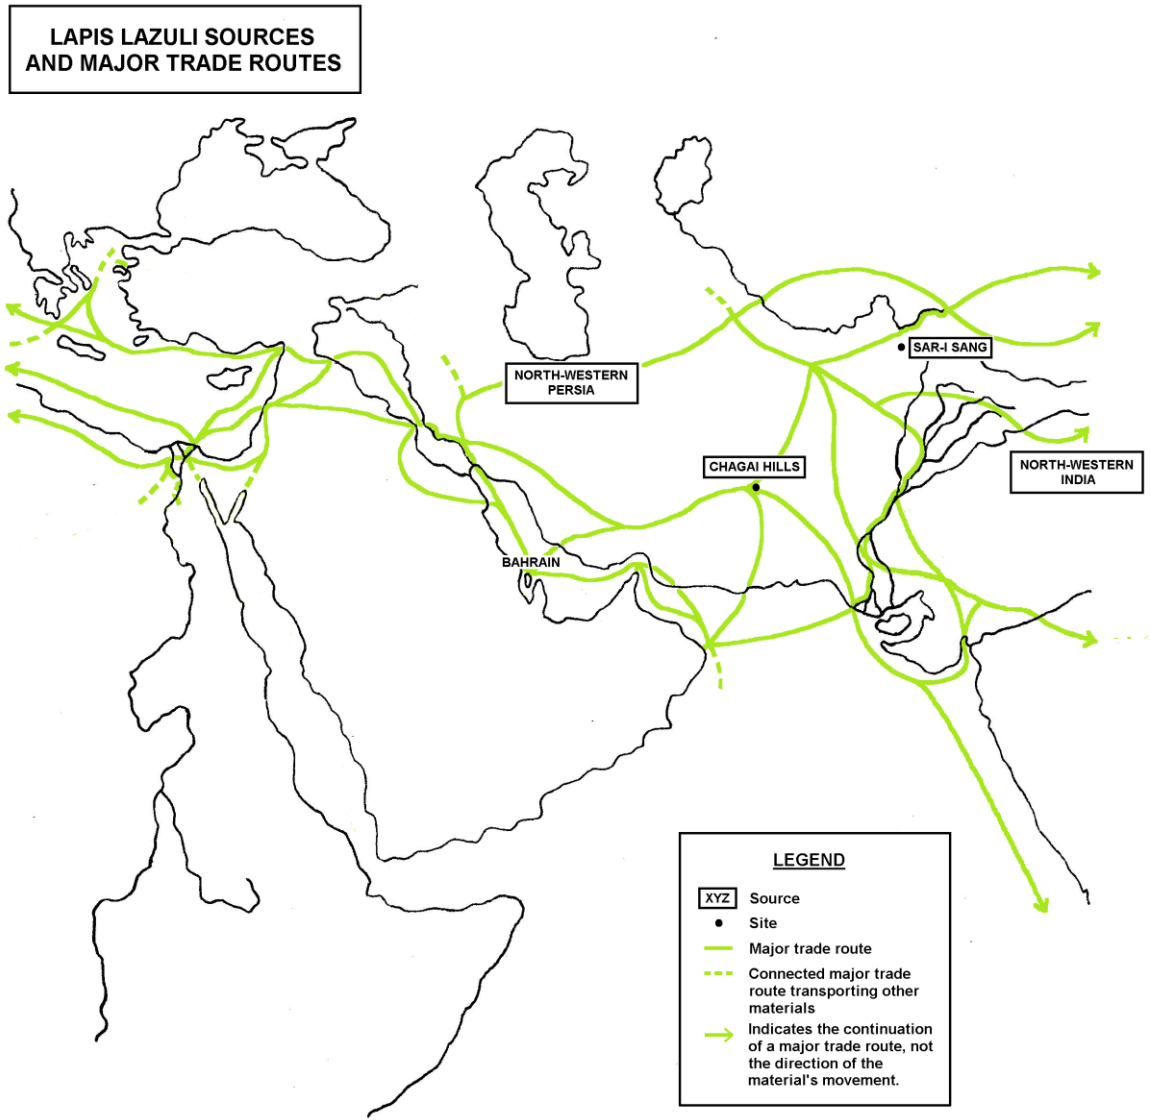 LAPIS LAZULI SOURCES
AND MAJOR TRADE ROUTES
SAR-I SANG
NORTH-WESTERN
PERSIA
CHAGAI HILLS
NORTH-WESTERN
INDIA
BAHRAIN
LEGEND
XYZ Source
Site
Major trade route
Connected major trade
route transporting other
materials
Indicates the continuation
of a major trade route, not
the direction of the
material's movement.